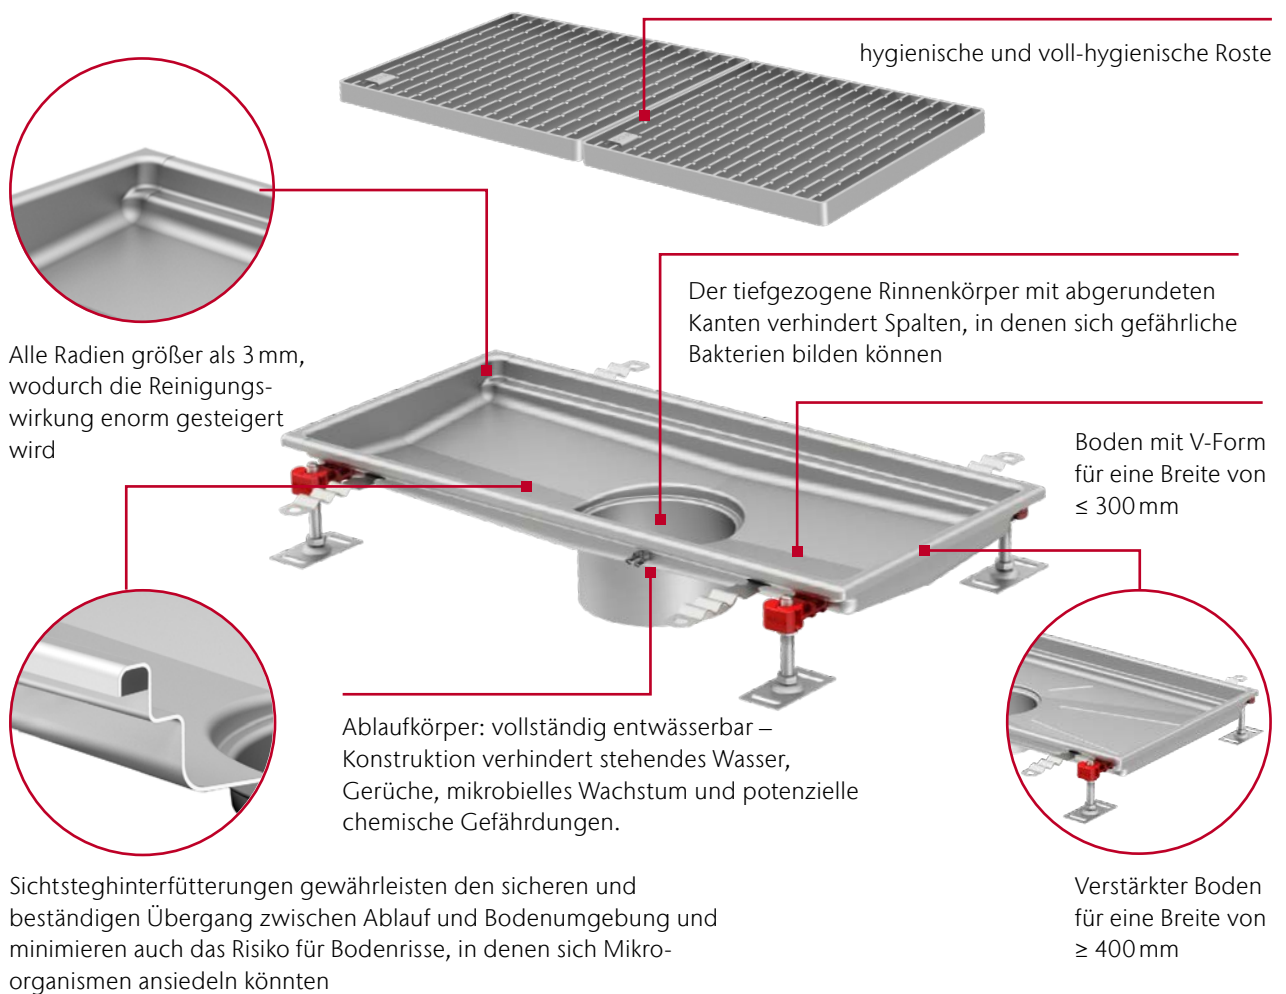 hygienische und voll-hygienische Roste
Der tiefgezogene Rinnenkörper mit abgerundeten
Kanten verhindert Spalten, in denen sich gefährliche
Bakterien bilden können
Alle Radien größer als 3 mm,
wodurch die Reinigungs-
wirkung enorm gesteigert
wird
Boden mit V-Form
für eine Breite von
≤ 300 mm
Ablaufkörper: vollständig entwässerbar –
Konstruktion verhindert stehendes Wasser,
Gerüche, mikrobielles Wachstum und potenzielle
chemische Gefährdungen.
Sichtsteghinterfütterungen gewährleisten den sicheren und
beständigen Übergang zwischen Ablauf und Bodenumgebung und
minimieren auch das Risiko für Bodenrisse, in denen sich Mikro-
organismen ansiedeln könnten
Verstärkter Boden
für eine Breite von
≥ 400 mm